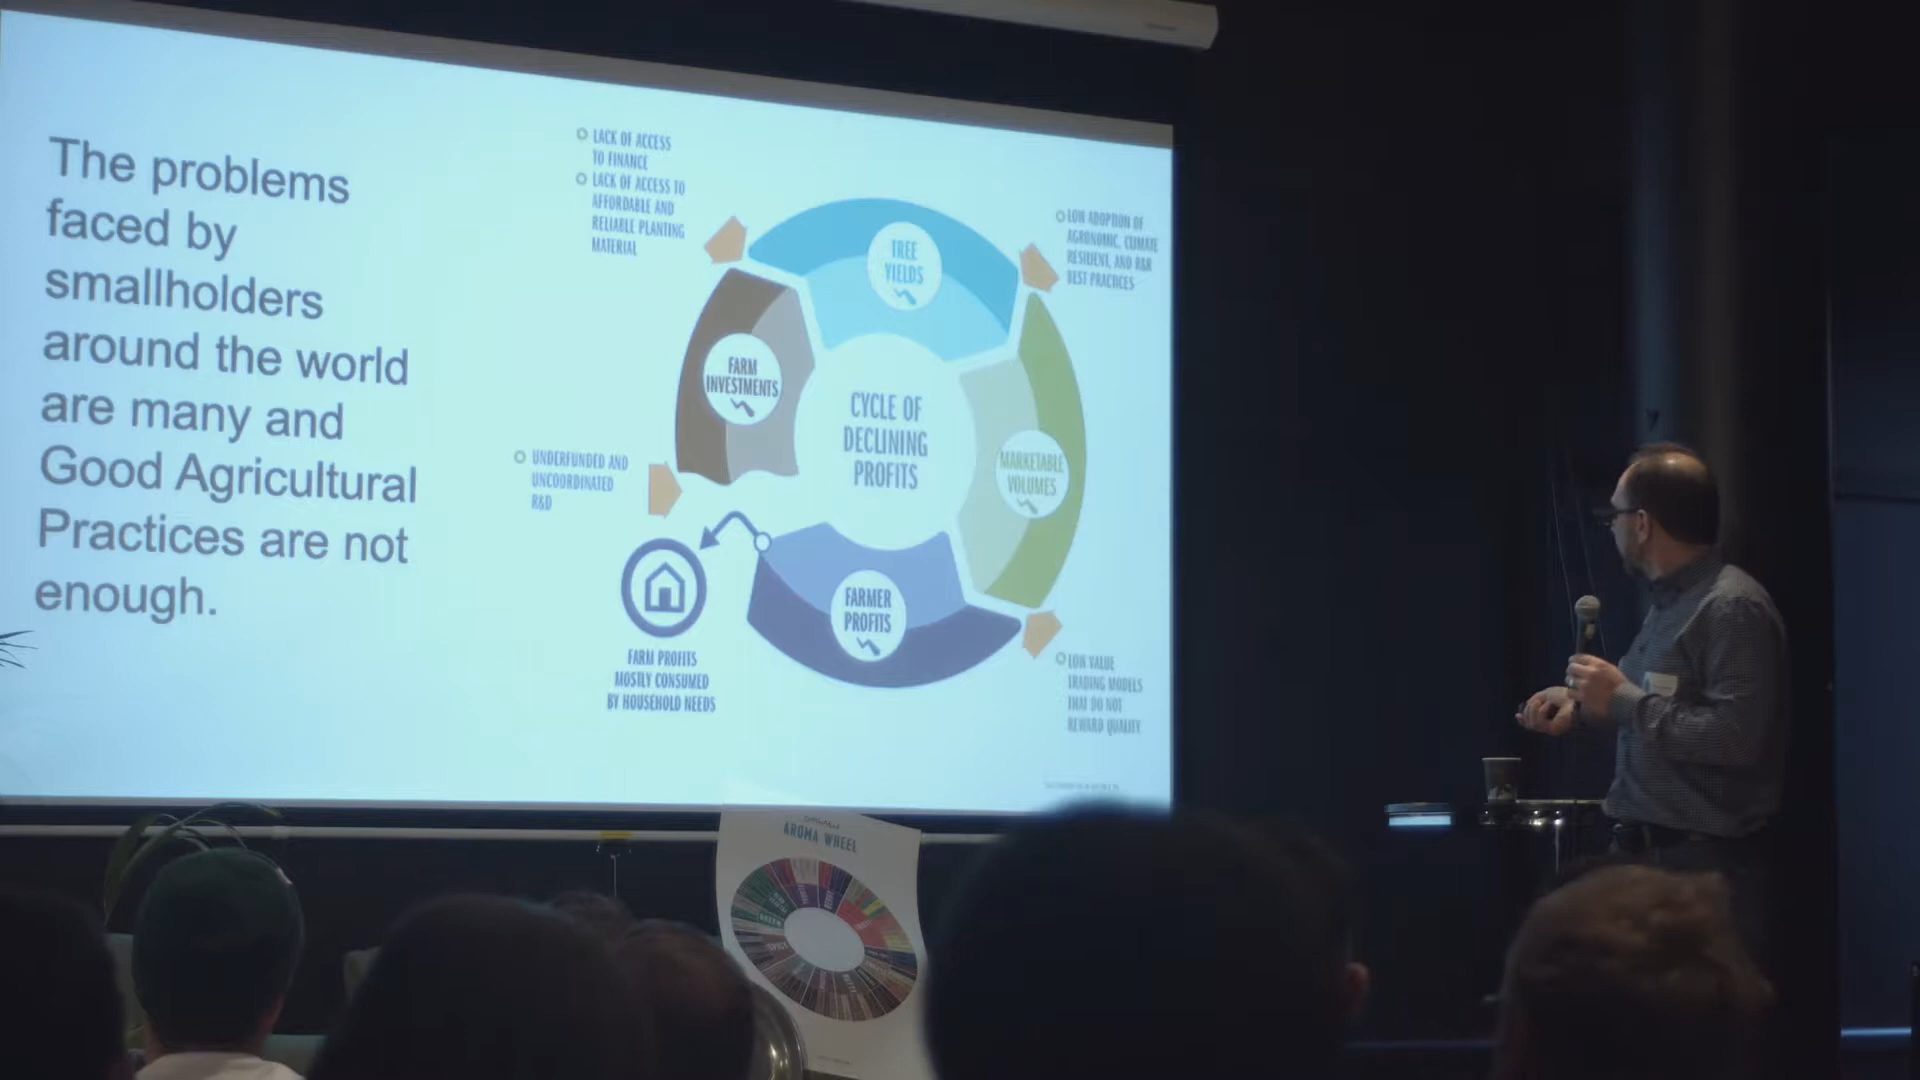 The problems
faced by
smallholders
around the world
are many and
Good Agricultural
Practices are not
enough.
LACK OF ACCESS
TO FINANCE
LACK OF ACCESS TO
AFFORDABLE AND
RELIABLE PLANTING
MATERIAL
TREE
YIELDS
LOW ADOPTION OF
AGRONOMIC, CLIMATE
RESILIENT, AND R&R
BEST PRACTICES
FARM
INVESTMENTS
CYCLE OF
DECLINING
PROFITS
MARKETABLE
VOLUMES
UNDERFUNDED AND
UNCOORDINATED
R&D
FARMER
PROFITS
FARM PROFITS
MOSTLY CONSUMED
BY HOUSEHOLD NEEDS
LOW VALUE
TRADING MODELS
THAT DO NOT
REWARD QUALITY
AROMA WHEEL